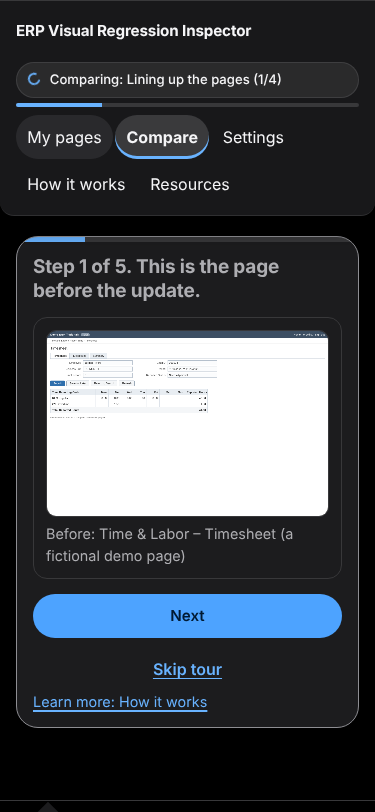 ERP Visual Regression Inspector
Comparing: Lining up the pages (1/4)
My pages
Compare
Settings
How it works
Resources
Step 1 of 5. This is the page
before the update.
Before: Time & Labor – Timesheet (a
fictional demo page)
Next
Skip tour
Learn more: How it works